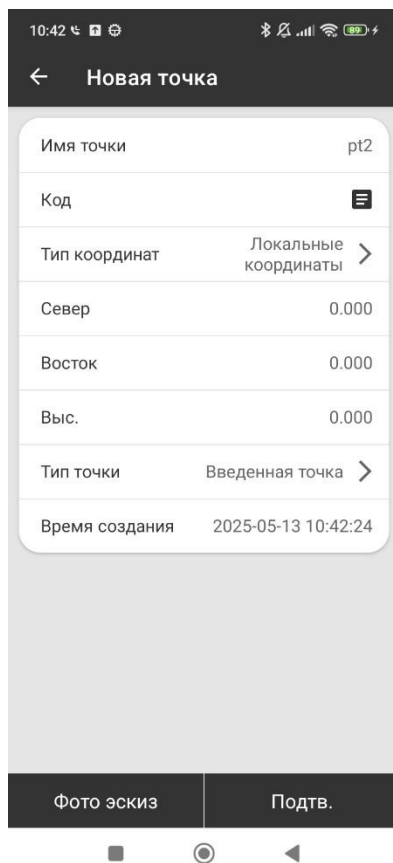 10:42 89
Новая точка
Имя точки pt2
Код
Тип координат Локальные
координаты
Север 0.000
Восток 0.000
Выс. 0.000
Тип точки Введенная точка
Время создания 2025-05-13 10:42:24
Фото эскиз Подтв.